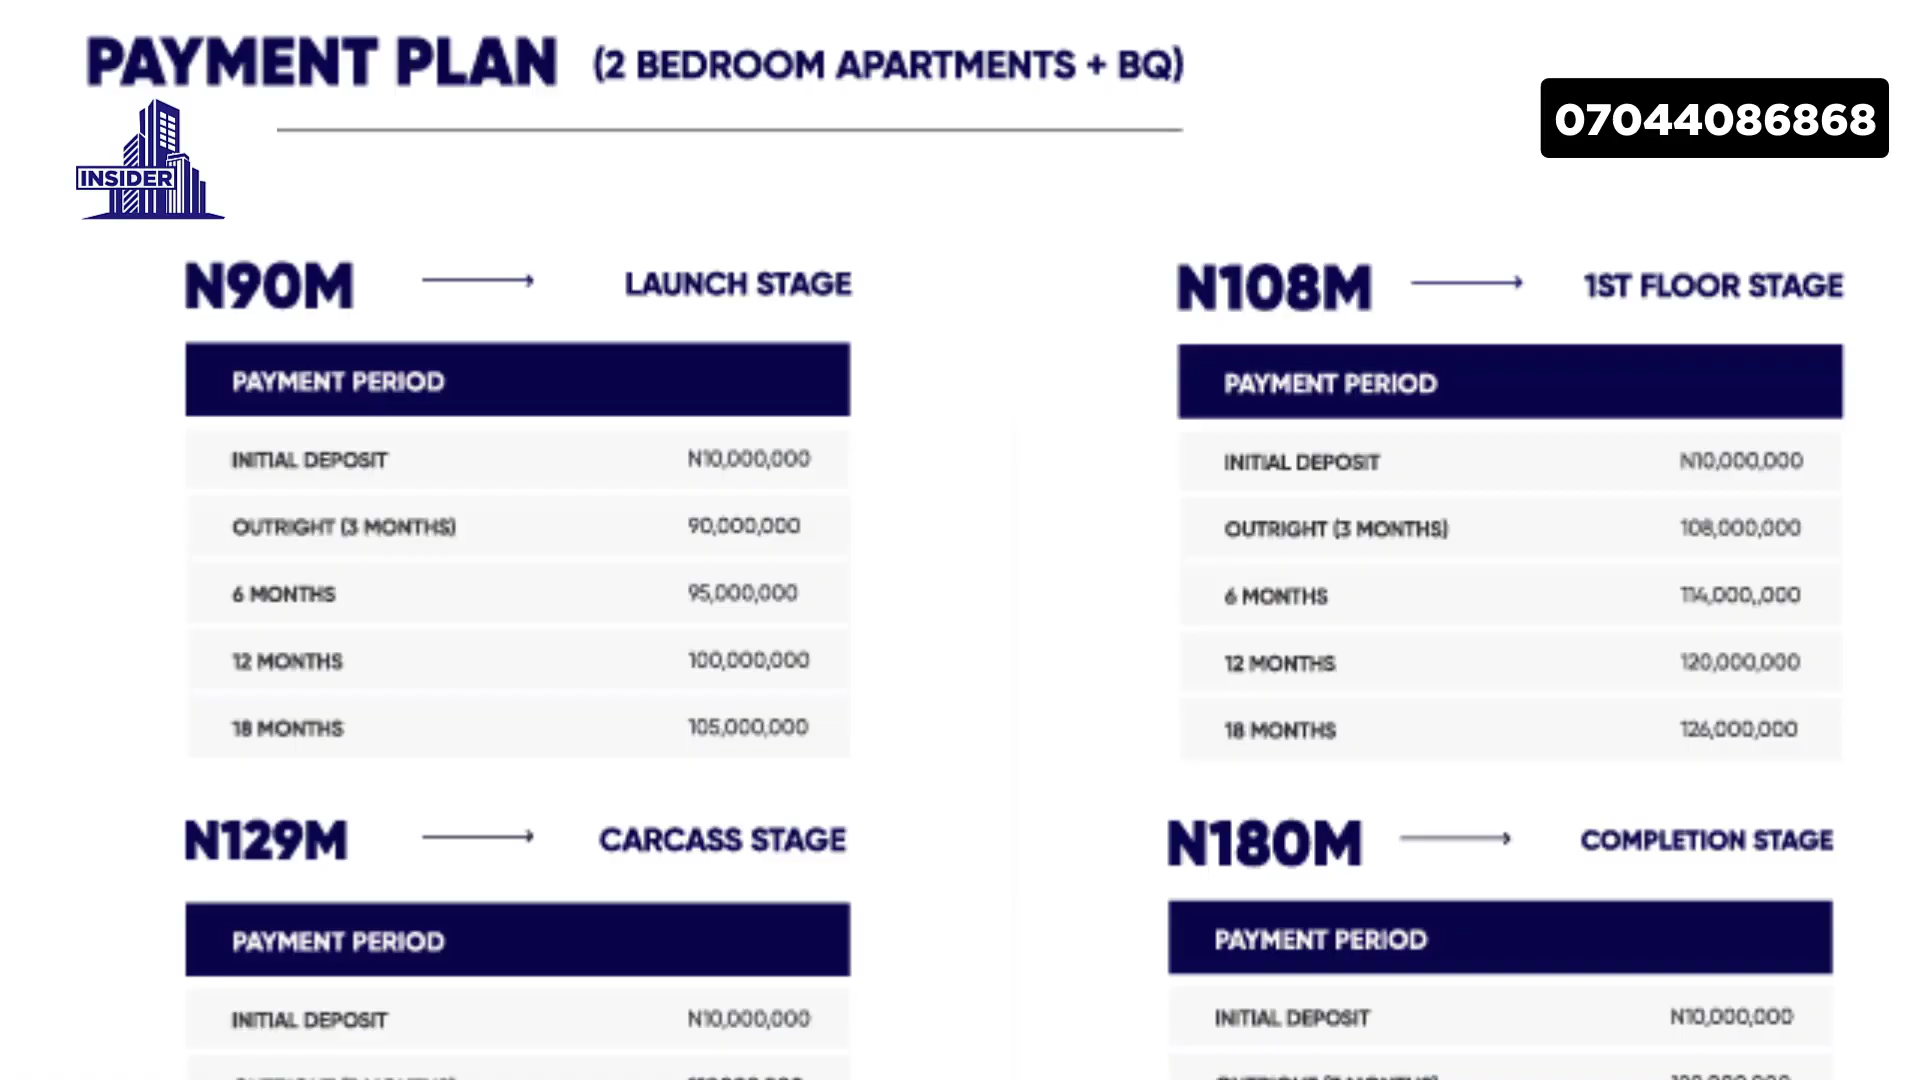 PAYMENT PLAN (2 BEDROOM APARTMENTS + BQ)
07044086868
INSIDER
N90M LAUNCH STAGE
PAYMENT PERIOD
INITIAL DEPOSIT N10,000,000
OUTRIGHT (3 MONTHS) 90,000,000
6 MONTHS 95,000,000
12 MONTHS 100,000,000
18 MONTHS 105,000,000
N108M 1ST FLOOR STAGE
PAYMENT PERIOD
INITIAL DEPOSIT N10,000,000
OUTRIGHT (3 MONTHS) 108,000,000
6 MONTHS 114,000,,000
12 MONTHS 120,000,000
18 MONTHS 126,000,000
N129M CARCASS STAGE
PAYMENT PERIOD
INITIAL DEPOSIT N10,000,000
N180M COMPLETION STAGE
PAYMENT PERIOD
INITIAL DEPOSIT N10,000,000